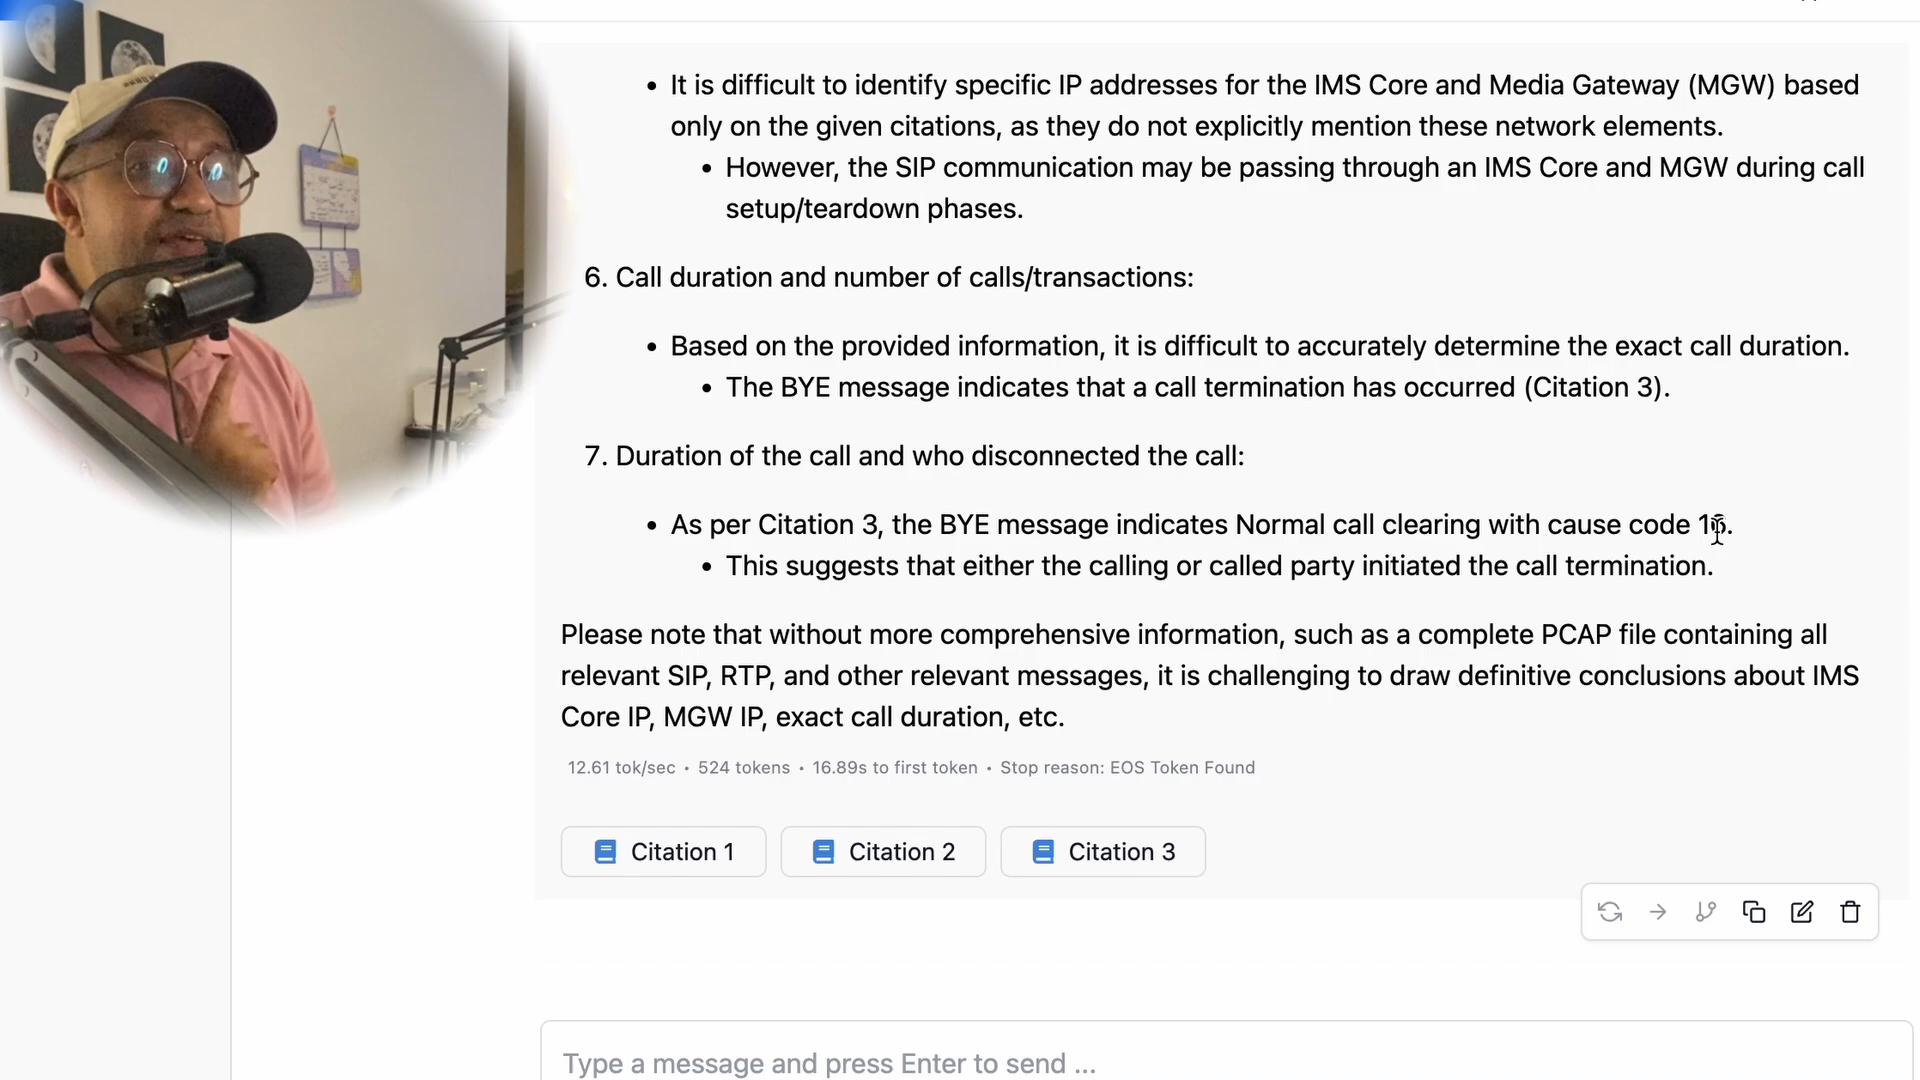 • It is difficult to identify specific IP addresses for the IMS Core and Media Gateway (MGW) based
only on the given citations, as they do not explicitly mention these network elements.
• However, the SIP communication may be passing through an IMS Core and MGW during call
setup/teardown phases.
6. Call duration and number of calls/transactions:
• Based on the provided information, it is difficult to accurately determine the exact call duration.
• The BYE message indicates that a call termination has occurred (Citation 3).
7. Duration of the call and who disconnected the call:
• As per Citation 3, the BYE message indicates Normal call clearing with cause code 16.
• This suggests that either the calling or called party initiated the call termination.
Please note that without more comprehensive information, such as a complete PCAP file containing all
relevant SIP, RTP, and other relevant messages, it is challenging to draw definitive conclusions about IMS
Core IP, MGW IP, exact call duration, etc.
12.61 tok/sec • 524 tokens • 16.89s to first token • Stop reason: EOS Token Found
Citation 1
Citation 2
Citation 3
Type a message and press Enter to send ...